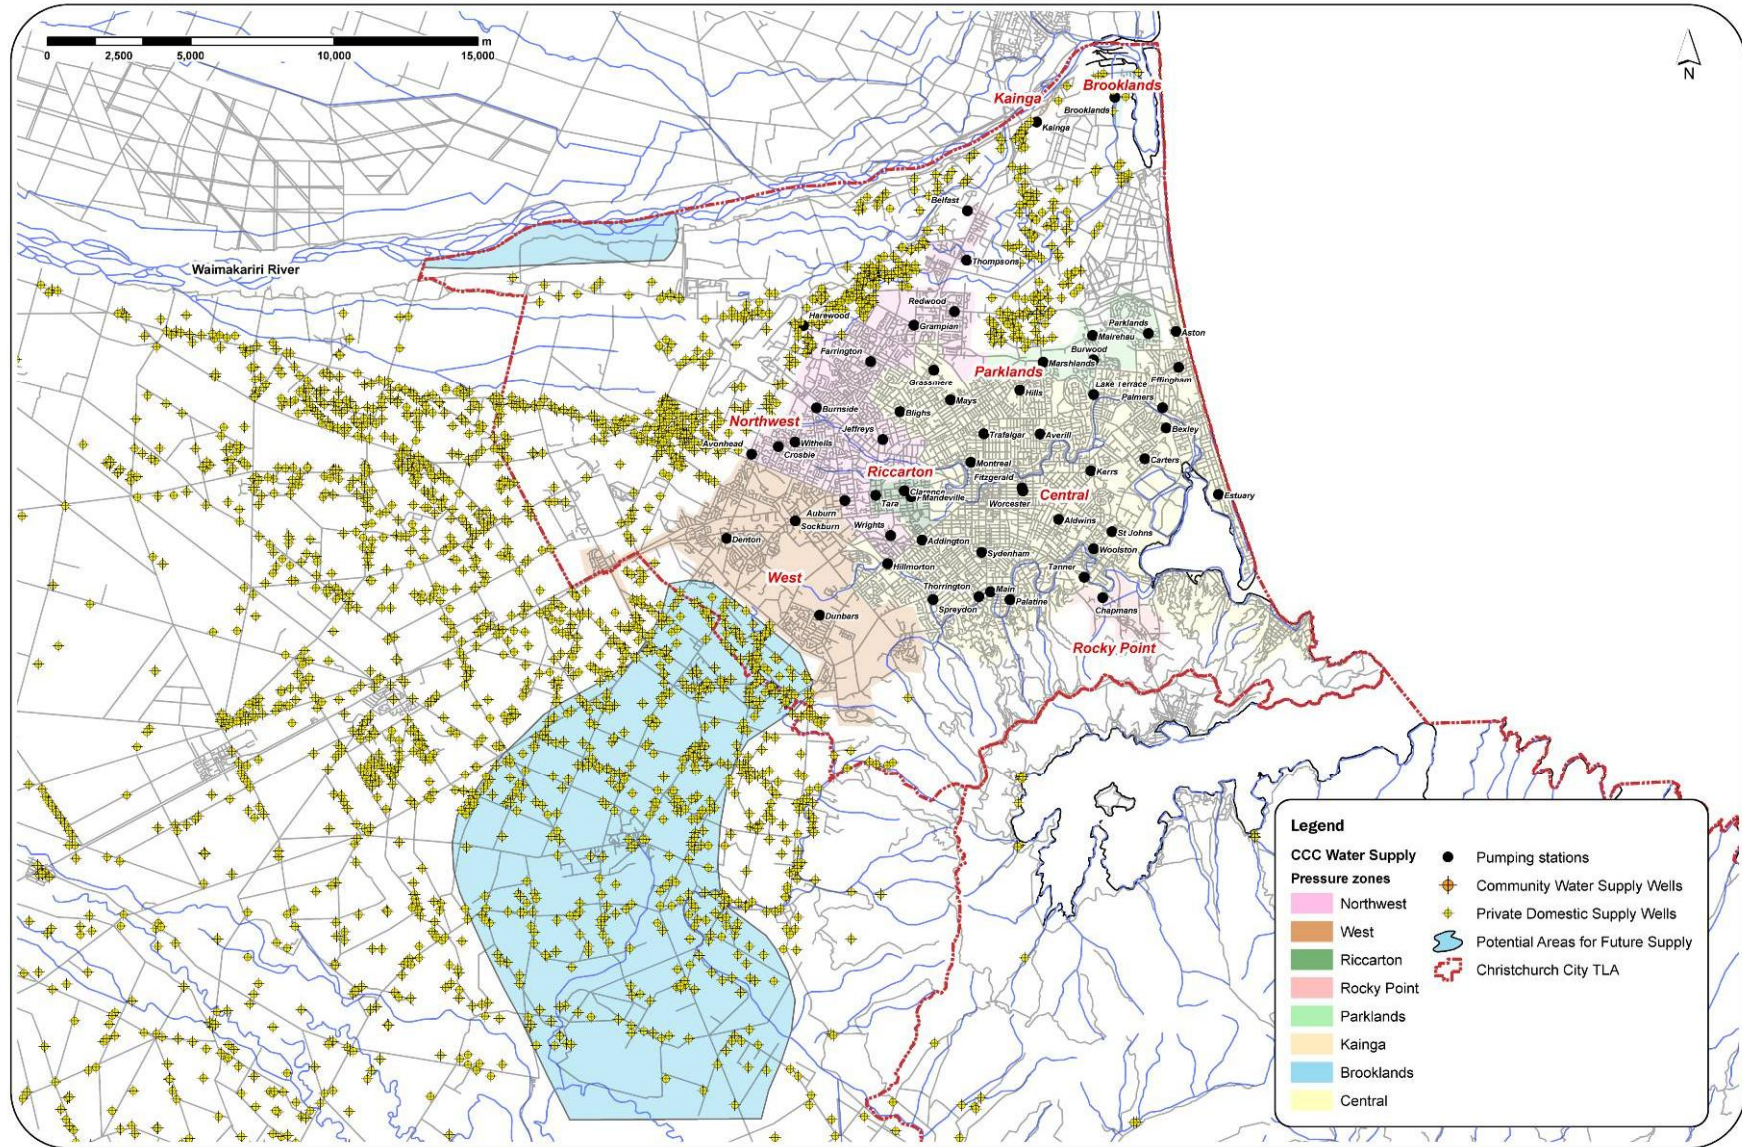 m
0 2,500 5,000 10,000 15,000
N
Brooklands
Kainga
Brooklands
Kainga
Belfast
Waimakariri River
Thompsons
Redwood
Harewood
Grampian
Parklands
Aston
Mairehau
Burwood
Farrington
Marshlands
Parklands
Effingham
Grassmere
Lake Terrace
Hills
Palmers
Mays
Burnside
Blighs
Northwest
Jeffreys
Bexley
Trafalgar
Averill
Avonhead
Withells
Crosbie
Montreal
Carters
Riccarton
Kerrs
Fitzgerald
Clarence
Central
Estuary
Mandeville
Tara
Worcester
Auburn
Sockburn
Aldwins
Wrights
St Johns
Denton
Addington
Sydenham
Woolston
Hillmorton
Tanner
West
Thorrington
Main
Spreydon
Palatine
Chapmans
Dunbars
Rocky Point
Legend
CCC Water Supply
Pressure zones
Northwest
West
Riccarton
Rocky Point
Parklands
Kainga
Brooklands
Central
Pumping stations
Community Water Supply Wells
Private Domestic Supply Wells
Potential Areas for Future Supply
Christchurch City TLA